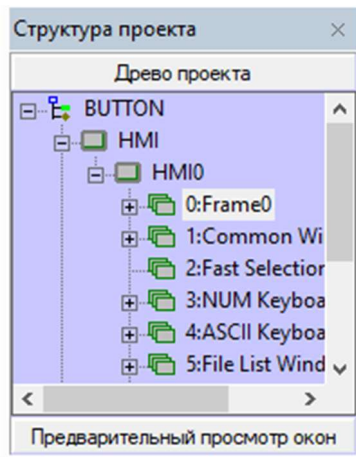 Структура проекта
Древо проекта
BUTTON
HMI
HMI0
0:Frame0
1:Common Wi
2:Fast Selection
3:NUM Keyboa
4:ASCII Keyboa
5:File List Wind
Предварительный просмотр окон